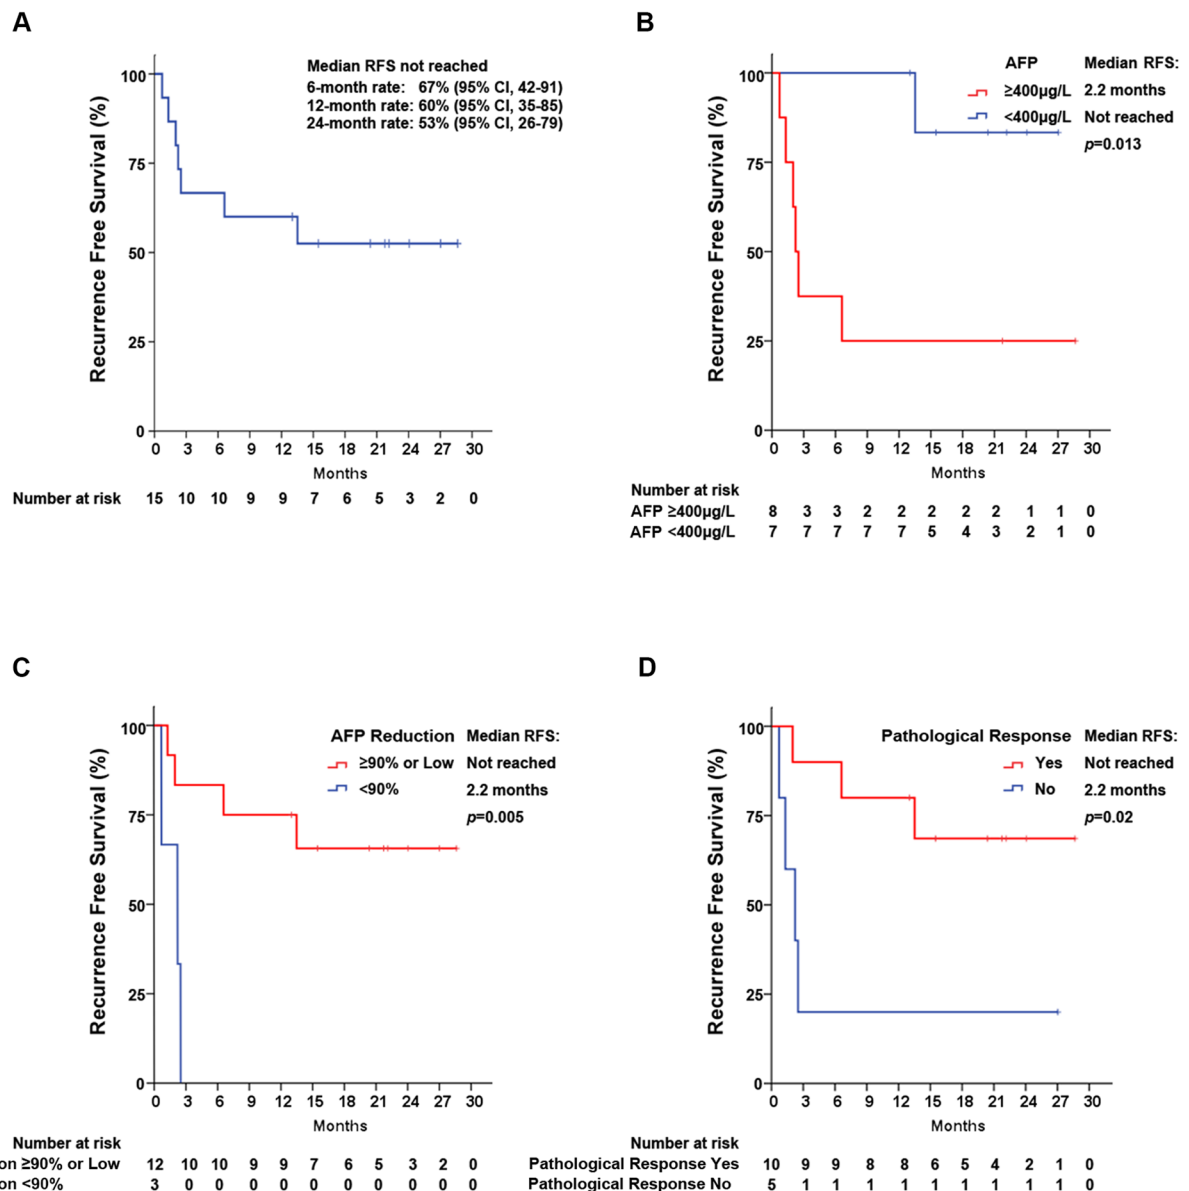 A
Median RFS not reached
6-month rate: 67% (95% CI, 42-91)
12-month rate: 60% (95% CI, 35-85)
24-month rate: 53% (95% CI, 26-79)
Recurrence Free Survival (%)
100
75
50
25
0
0 3 6 9 12 15 18 21 24 27 30
Months
Number at risk 15 10 10 9 9 7 6 5 3 2 0
B
AFP Median RFS:
≥400µg/L 2.2 months
<400µg/L Not reached
p=0.013
Recurrence Free Survival (%)
100
75
50
25
0
0 3 6 9 12 15 18 21 24 27 30
Months
Number at risk
AFP ≥400µg/L 8 3 3 2 2 2 2 2 1 1 0
AFP <400µg/L 7 7 7 7 7 5 4 3 2 1 0
C
AFP Reduction Median RFS:
≥90% or Low Not reached
<90% 2.2 months
p=0.005
Recurrence Free Survival (%)
100
75
50
25
0
0 3 6 9 12 15 18 21 24 27 30
Months
Number at risk
on ≥90% or Low 12 10 10 9 9 7 6 5 3 2 0
on <90% 3 0 0 0 0 0 0 0 0 0 0
D
Pathological Response Median RFS:
Yes Not reached
No 2.2 months
p=0.02
Recurrence Free Survival (%)
100
75
50
25
0
0 3 6 9 12 15 18 21 24 27 30
Months
Number at risk
Pathological Response Yes 10 9 9 8 8 6 5 4 2 1 0
Pathological Response No 5 1 1 1 1 1 1 1 1 1 0